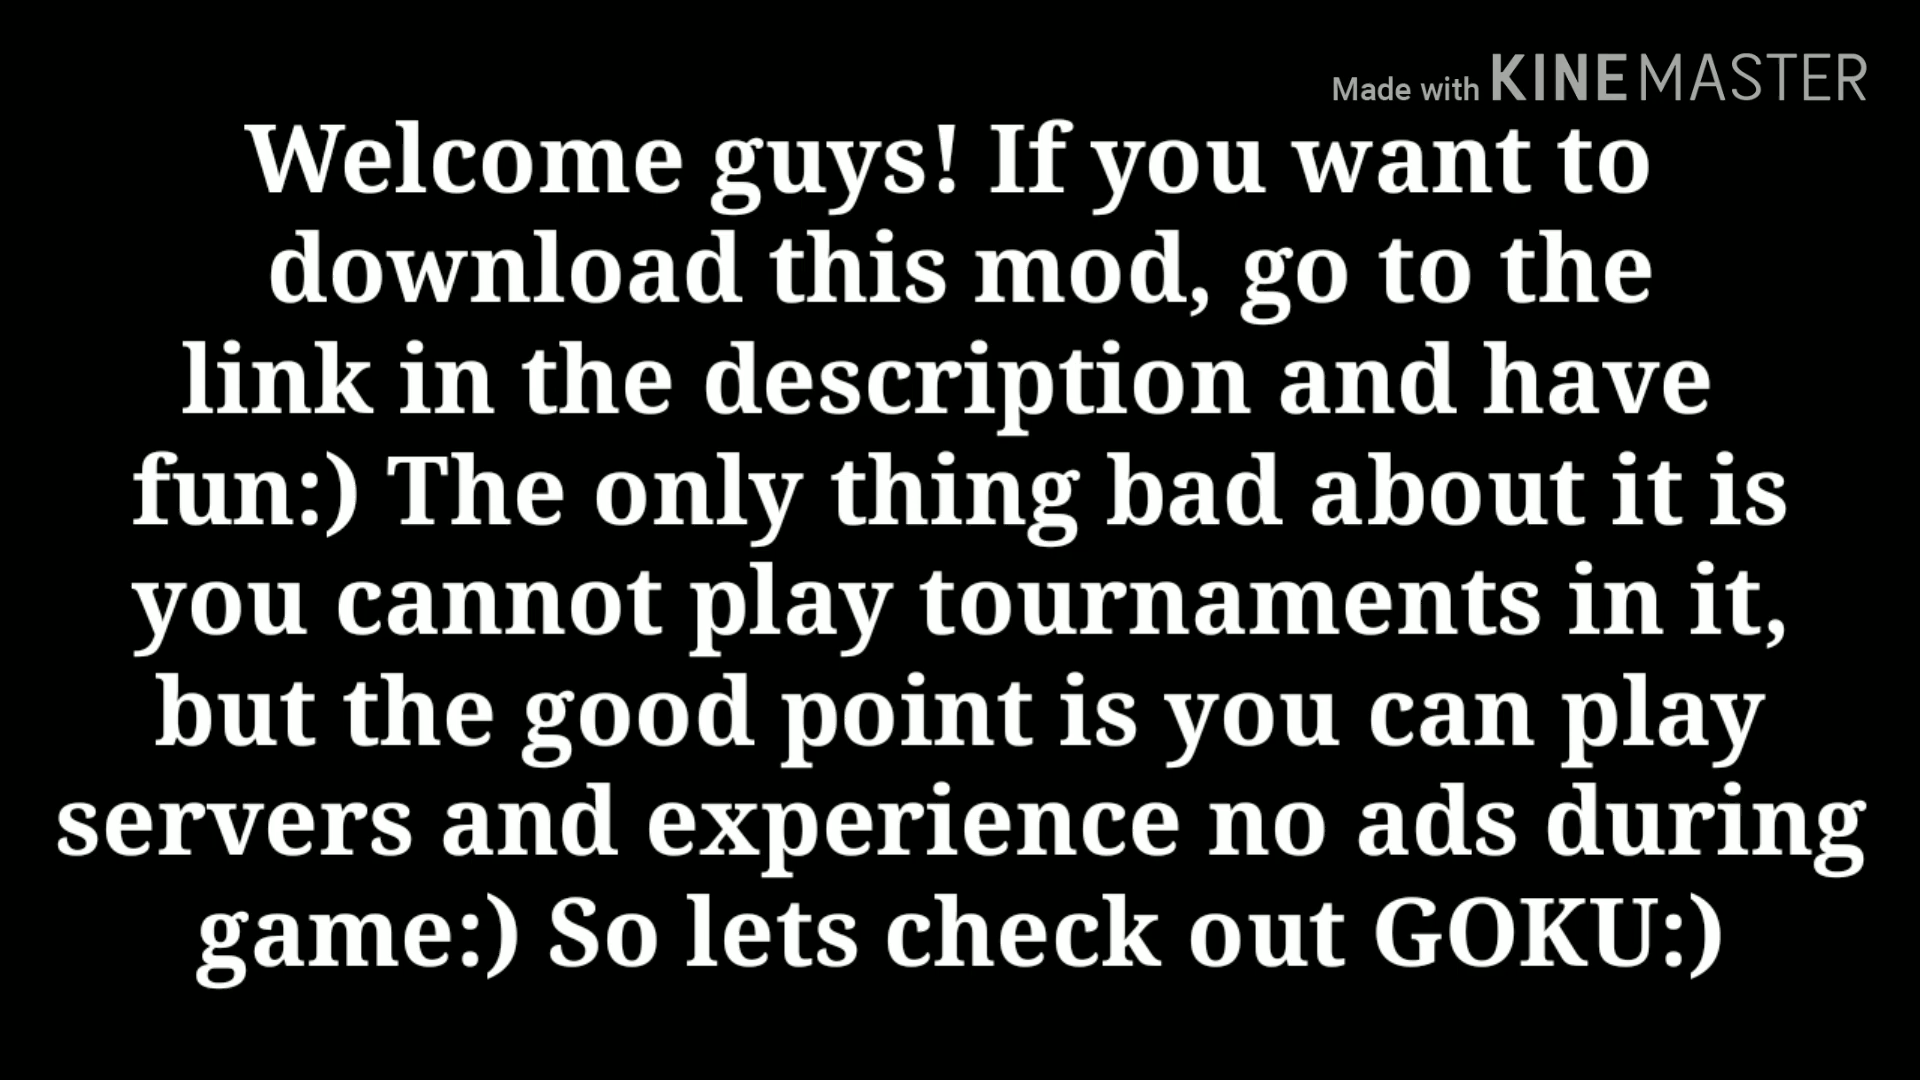 Made with KINEMASTER
Welcome guys! If you want to
download this mod, go to the
link in the description and have
fun:) The only thing bad about it is
you cannot play tournaments in it,
but the good point is you can play
servers and experience no ads during
game:) So lets check out GOKU:)